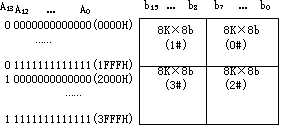 A₁₃ A₁₂ … A₀ b₁₅ … b₈ b₇ … b₀
0 0000000000000(0000H) 8K×8b 8K×8b
(1#) (0#)
……
0 1111111111111(1FFFH)
1 0000000000000(2000H) 8K×8b 8K×8b
(3#) (2#)
……
1 1111111111111(3FFFH)